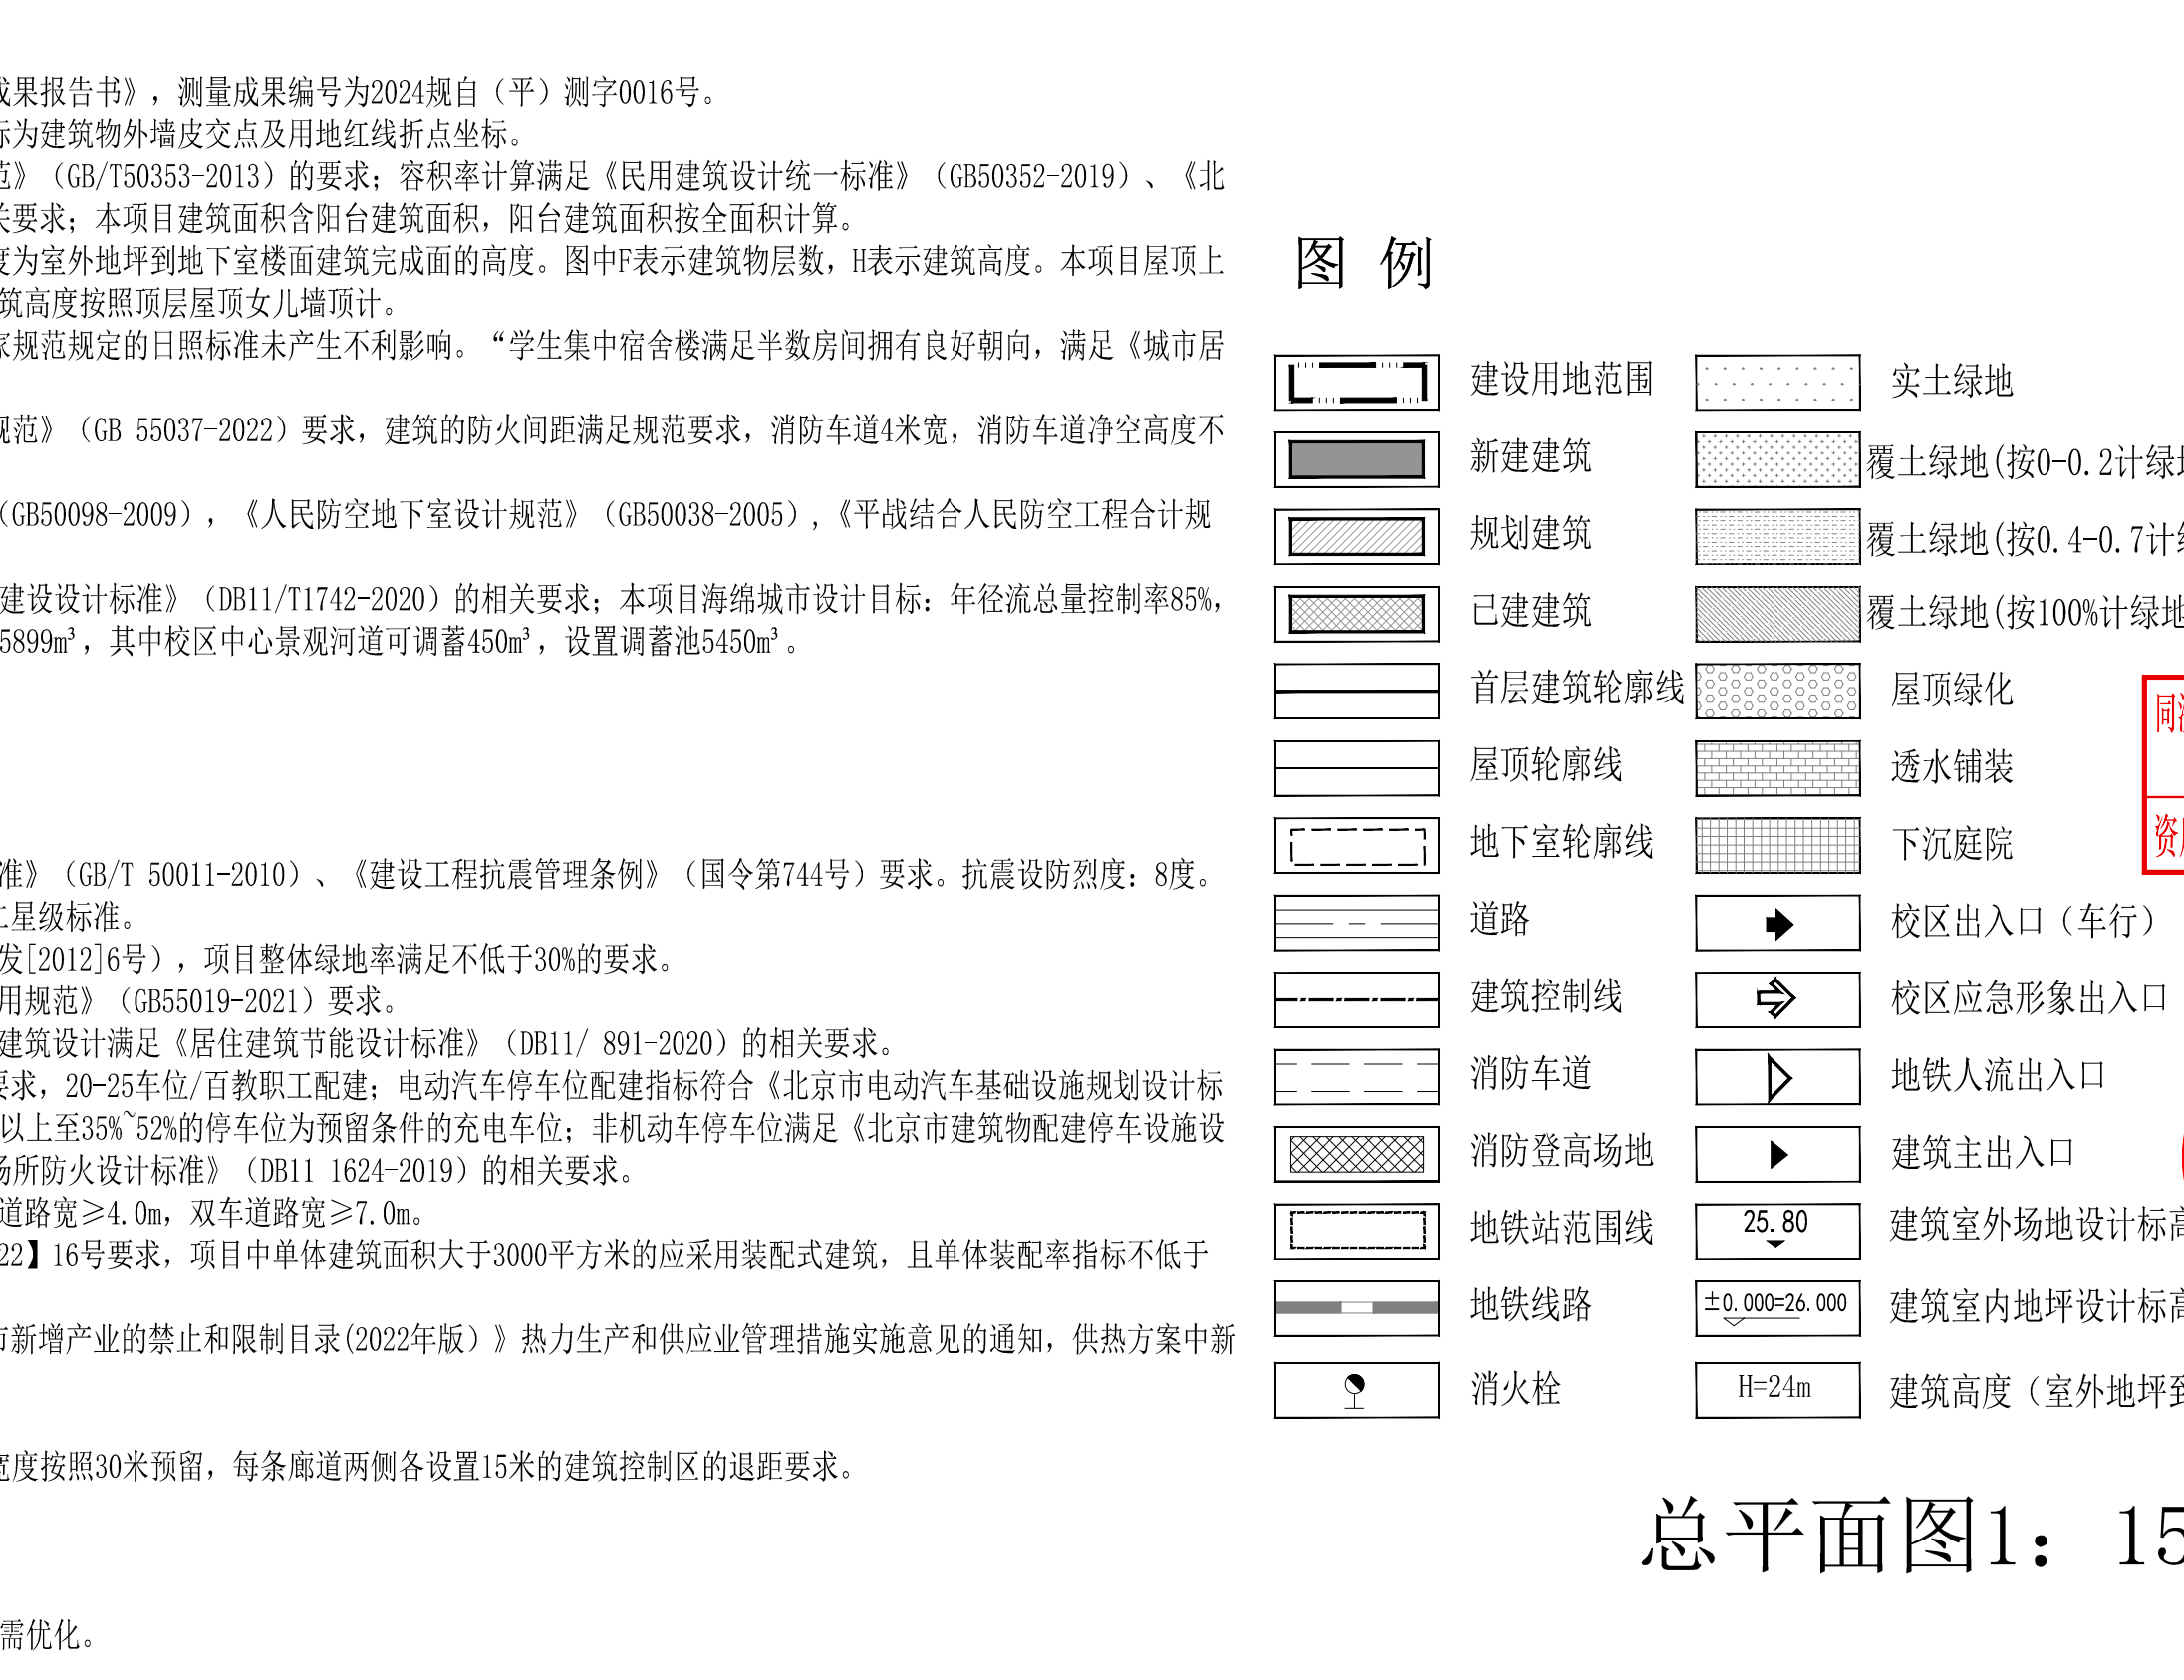 成果报告书》，测量成果编号为2024规自（平）测字0016号。
标为建筑物外墙皮交点及用地红线折点坐标。
范》（GB/T50353-2013）的要求；容积率计算满足《民用建筑设计统一标准》（GB50352-2019）、《北
关要求；本项目建筑面积含阳台建筑面积，阳台建筑面积按全面积计算。
度为室外地坪到地下室楼面建筑完成面的高度。图中F表示建筑物层数，H表示建筑高度。本项目屋顶上
筑高度按照顶层屋顶女儿墙顶计。
家规范规定的日照标准未产生不利影响。“学生集中宿舍楼满足半数房间拥有良好朝向，满足《城市居
规范》（GB 55037-2022）要求，建筑的防火间距满足规范要求，消防车道4米宽，消防车道净空高度不
（GB50098-2009），《人民防空地下室设计规范》（GB50038-2005）,《平战结合人民防空工程合计规
建设设计标准》（DB11/T1742-2020）的相关要求；本项目海绵城市设计目标：年径流总量控制率85%，
5899m³，其中校区中心景观河道可调蓄450m³，设置调蓄池5450m³。
准》（GB/T 50011-2010）、《建设工程抗震管理条例》（国令第744号）要求。抗震设防烈度：8度。
二星级标准。
发[2012]6号），项目整体绿地率满足不低于30%的要求。
用规范》（GB55019-2021）要求。
建筑设计满足《居住建筑节能设计标准》（DB11/ 891-2020）的相关要求。
要求，20-25车位/百教职工配建；电动汽车停车位配建指标符合《北京市电动汽车基础设施规划设计标
以上至35%~52%的停车位为预留条件的充电车位；非机动车停车位满足《北京市建筑物配建停车设施设
场所防火设计标准》（DB11 1624-2019）的相关要求。
道路宽≥4.0m，双车道路宽≥7.0m。
22】16号要求，项目中单体建筑面积大于3000平方米的应采用装配式建筑，且单体装配率指标不低于
市新增产业的禁止和限制目录(2022年版）》热力生产和供应业管理措施实施意见的通知，供热方案中新
宽度按照30米预留，每条廊道两侧各设置15米的建筑控制区的退距要求。
需优化。
图 例
建设用地范围
新建建筑
规划建筑
已建建筑
首层建筑轮廓线
屋顶轮廓线
地下室轮廓线
道路
建筑控制线
消防车道
消防登高场地
地铁站范围线
地铁线路
消火栓
实土绿地
覆土绿地(按0-0.2计绿地
覆土绿地(按0.4-0.7计绿
覆土绿地(按100%计绿地
屋顶绿化
透水铺装
下沉庭院
校区出入口（车行）
校区应急形象出入口
地铁人流出入口
建筑主出入口
25.80
建筑室外场地设计标高
±0.000=26.000
建筑室内地坪设计标高
H=24m
建筑高度（室外地坪至
总平面图1：15
同
资